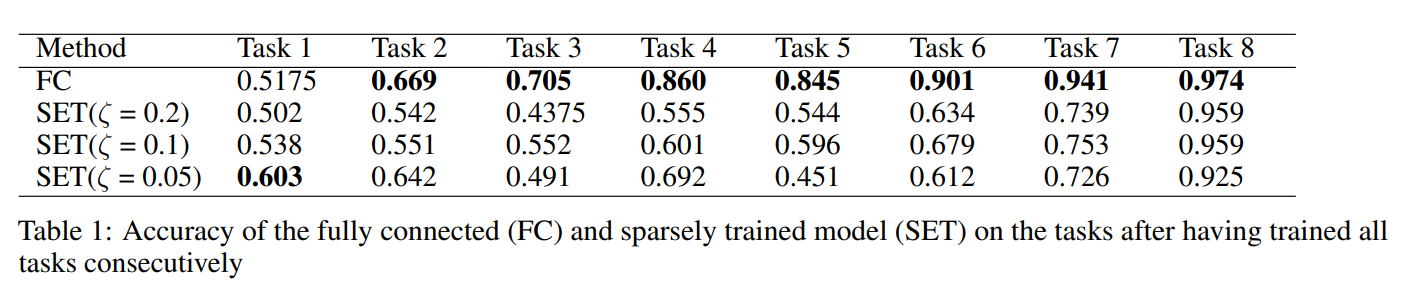 Method Task 1 Task 2 Task 3 Task 4 Task 5 Task 6 Task 7 Task 8
FC 0.5175 0.669 0.705 0.860 0.845 0.901 0.941 0.974
SET(ζ = 0.2) 0.502 0.542 0.4375 0.555 0.544 0.634 0.739 0.959
SET(ζ = 0.1) 0.538 0.551 0.552 0.601 0.596 0.679 0.753 0.959
SET(ζ = 0.05) 0.603 0.642 0.491 0.692 0.451 0.612 0.726 0.925
Table 1: Accuracy of the fully connected (FC) and sparsely trained model (SET) on the tasks after having trained all
tasks consecutively